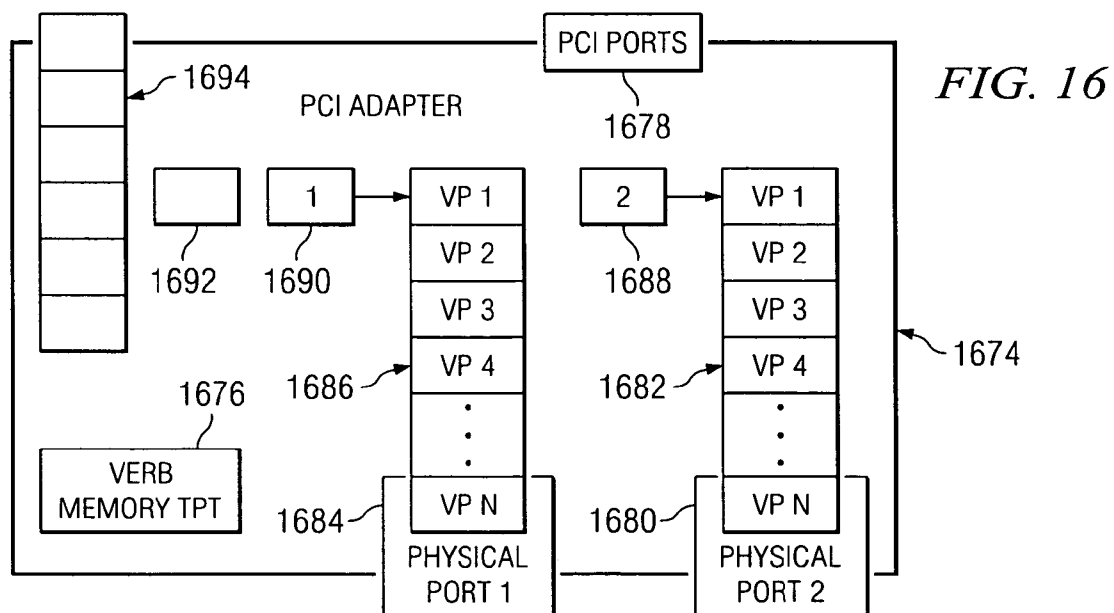 PCI PORTS
FIG. 16
1694
PCI ADAPTER
1678
1
VP 1
2
VP 1
1692
1690
VP 2
1688
VP 2
VP 3
VP 3
1674
1686
VP 4
1682
VP 4
1676
VERB
MEMORY TPT
1684
VP N
1680
VP N
PHYSICAL
PORT 1
PHYSICAL
PORT 2